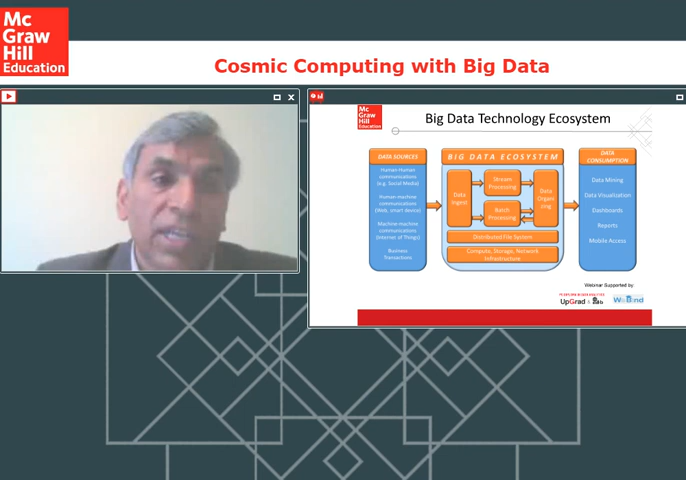 Mc
Graw
Hill
Education
Cosmic Computing with Big Data
Mc
Graw
Hill
Education
Big Data Technology Ecosystem
DATA SOURCES
Human-Human
communications
(e.g. Social Media)
Human-machine
communications
(Web, smart device)
Machine-machine
communications
(Internet of Things)
Business
Transactions
BIG DATA ECOSYSTEM
Data
Ingest
Stream
Processing
Batch
Processing
Data
Organi
zing
Distributed File System
Compute, Storage, Network
Infrastructure
DATA
CONSUMPTION
Data Mining
Data Visualization
Dashboards
Reports
Mobile Access
Webinar Supported by
UpGrad &